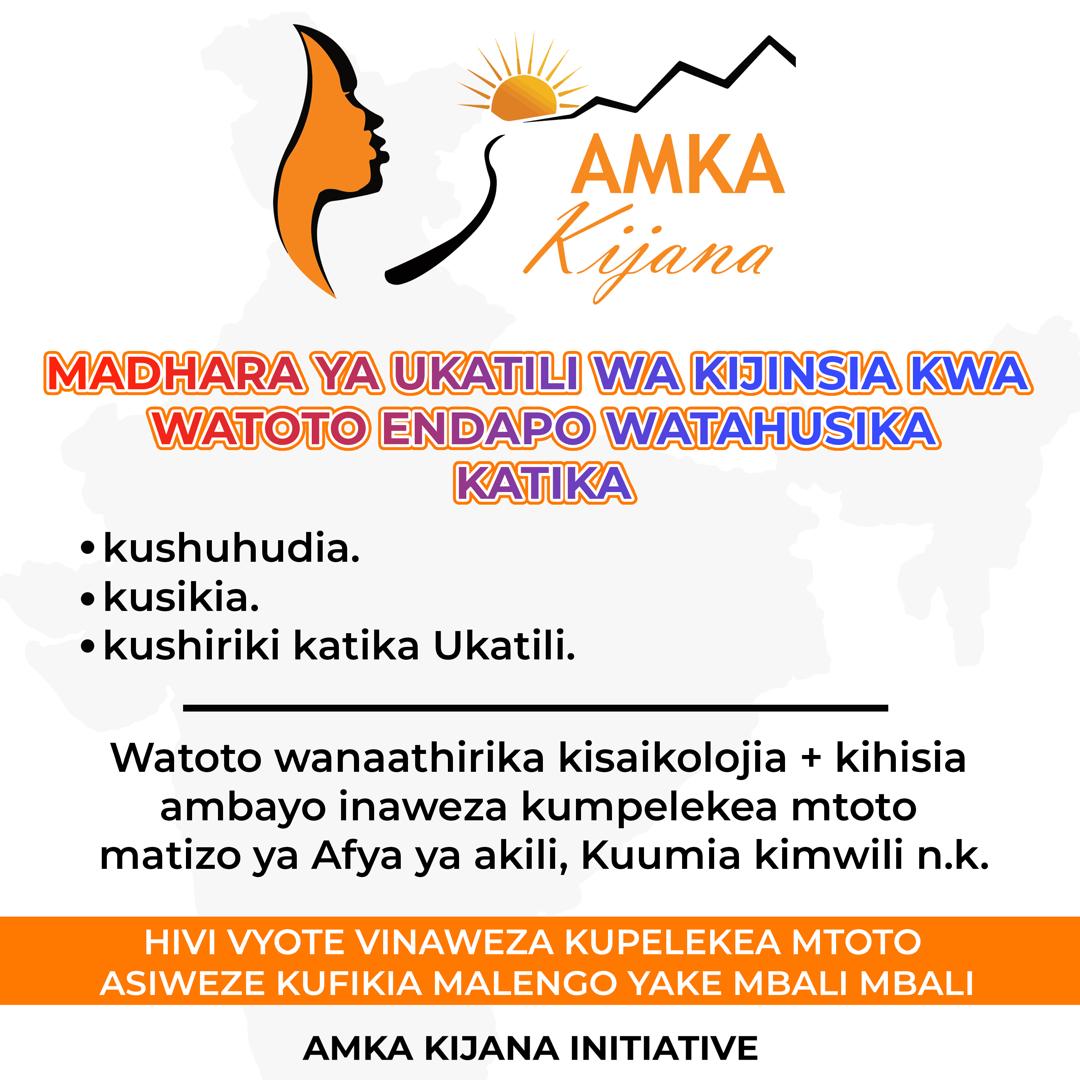 AMKA
Kijana
MADHARA YA UKATILI WA KIJINSIA KWA
WATOTO ENDAPO WATAHUSIKA
KATIKA
• kushuhudia.
• kusikia.
• kushiriki katika Ukatili.
Watoto wanaathirika kisaikolojia + kihisia
ambayo inaweza kumpelekea mtoto
matizo ya Afya ya akili, Kuumia kimwili n.k.
HIVI VYOTE VINAWEZA KUPELEKEA MTOTO
ASIWEZE KUFIKIA MALENGO YAKE MBALI MBALI
AMKA KIJANA INITIATIVE